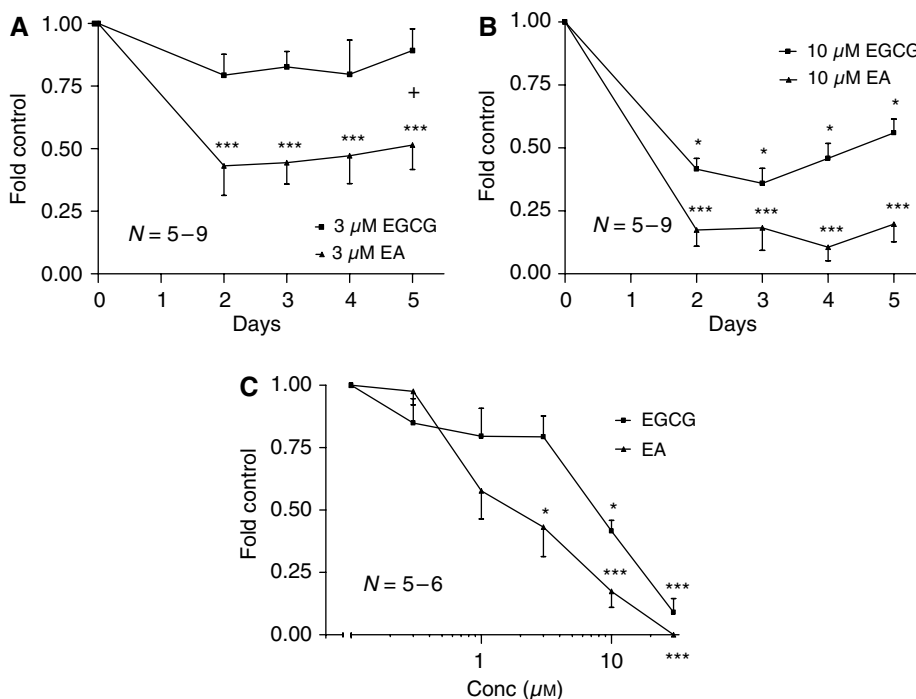 A
1.00
0.75
0.50
0.25
0.00
Fold control
+
*** *** *** ***
N = 5–9
3 µM EGCG
3 µM EA
0 1 2 3 4 5
Days
B
1.00
0.75
0.50
0.25
0.00
Fold control
10 µM EGCG
10 µM EA
* * * *
*** *** *** ***
N = 5–9
0 1 2 3 4 5
Days
C
1.00
0.75
0.50
0.25
0.00
Fold control
EGCG
EA
* *
*** ***
N = 5–6
***
1 10
Conc (µM)